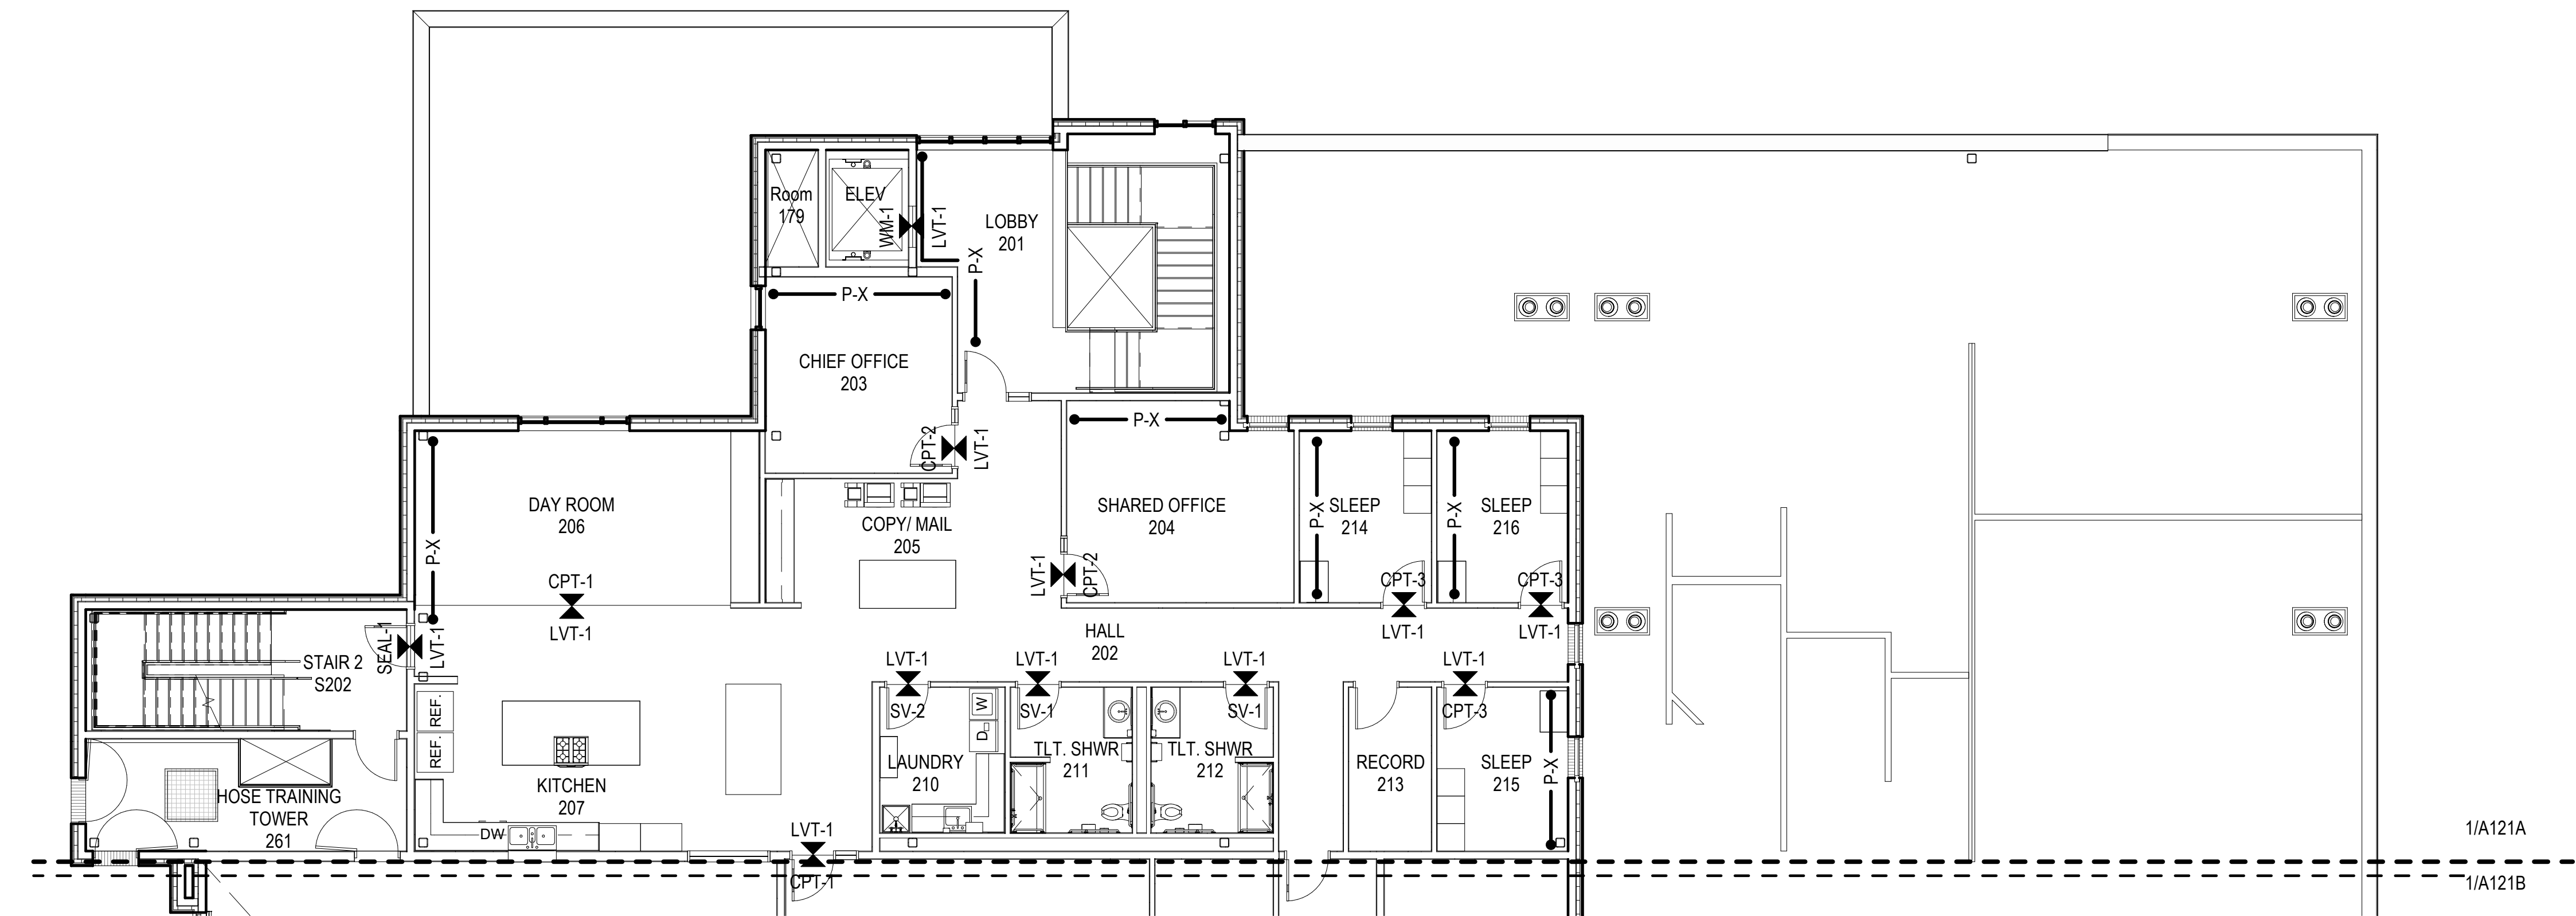 Room
179
ELEV
WM-1
LVT-1
LOBBY
201
P-X
P-X
CHIEF OFFICE
203
CPT-2
LVT-1
P-X
DAY ROOM
206
P-X
COPY/ MAIL
205
SHARED OFFICE
204
LVT-1
CPT-2
P-X
SLEEP
214
P-X
SLEEP
216
CPT-1
LVT-1
CPT-3
LVT-1
CPT-3
LVT-1
SEAL-1
LVT-1
HALL
202
STAIR 2
S202
LVT-1
SV-2
LVT-1
SV-1
LVT-1
SV-1
LVT-1
CPT-3
REF.
REF.
W
D
HOSE TRAINING
TOWER
261
KITCHEN
207
DW
LAUNDRY
210
TLT. SHWR
211
TLT. SHWR
212
RECORD
213
SLEEP
215
P-X
LVT-1
CPT-1
1/A121A
1/A121B